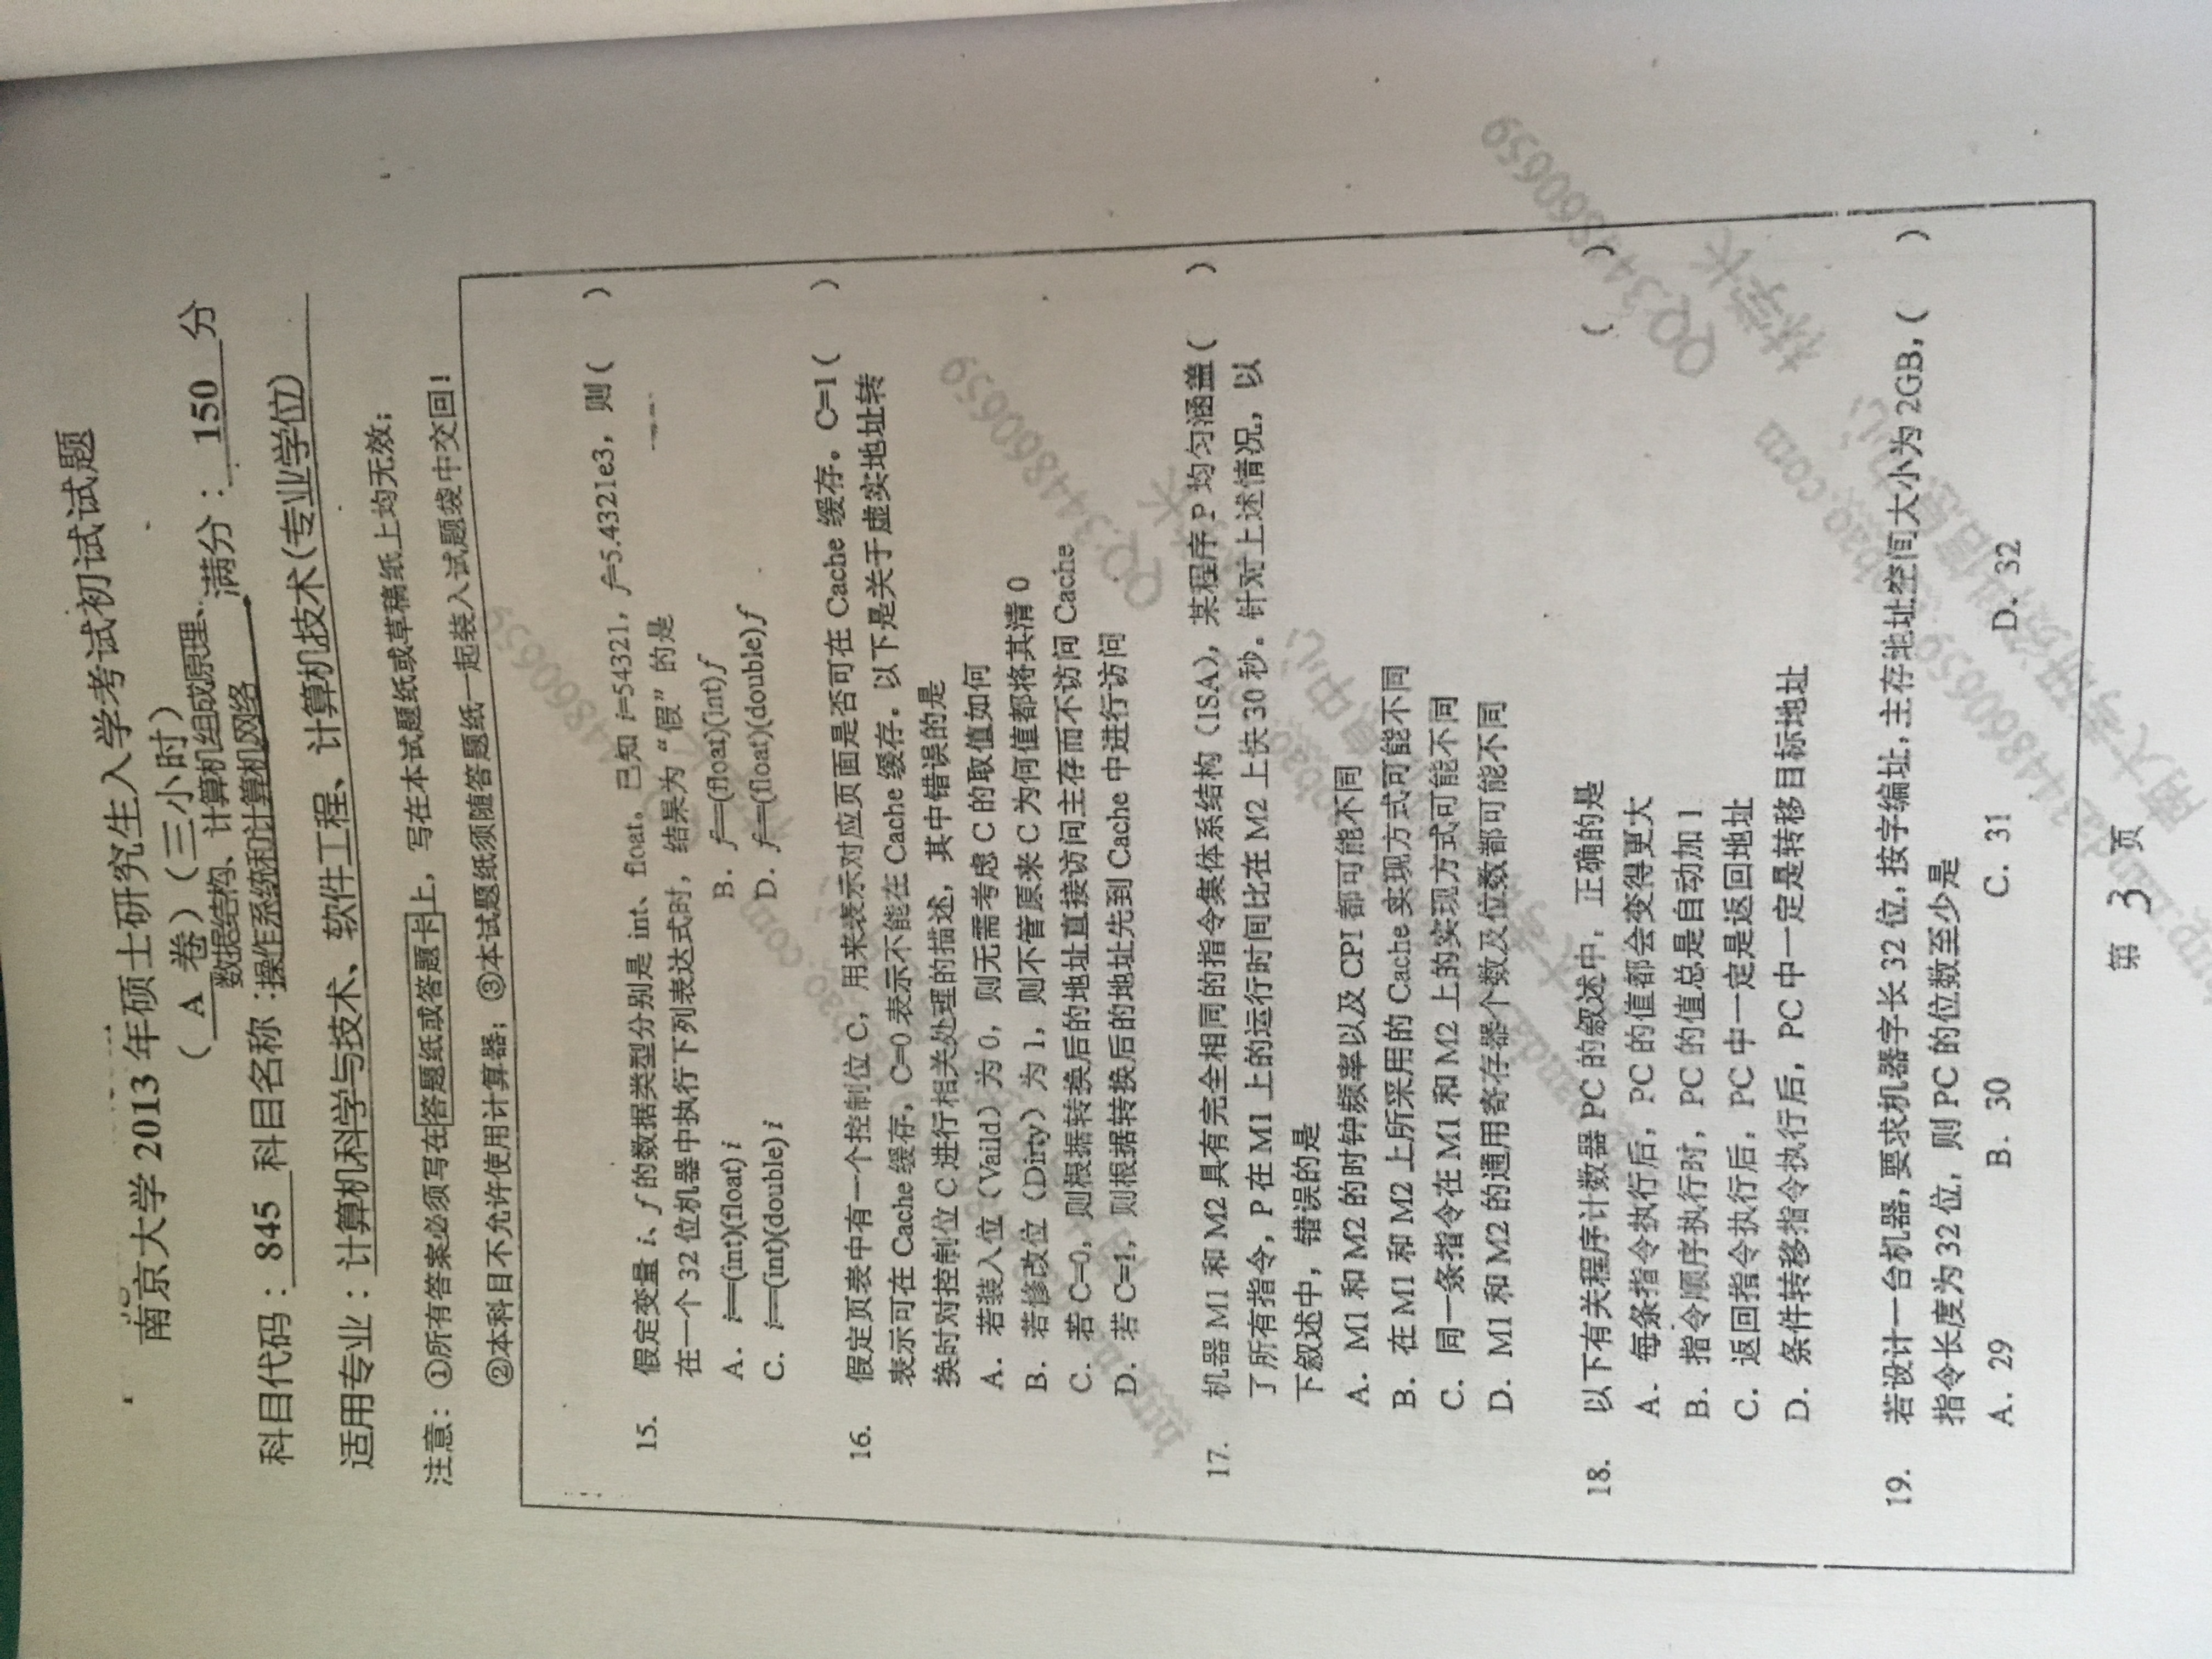 南京大学 2013 年硕士研究生入学考试初试试题
（ A 卷）（三小时）
科目代码：845 科目名称：数据结构、计算机组成原理、操作系统和计算机网络 满分：150 分
适用专业：计算机科学与技术、软件工程、计算机技术（专业学位）
注意：①所有答案必须写在答题纸或答题卡上，写在本试题纸或草稿纸上均无效；
②本科目不允许使用计算器；③本试题纸须随答题纸一起装入试题袋中交回！
15. 假定变量 i、f 的数据类型分别是 int、float。已知 i=54321，f=5.4321e3，则（ ）
在一个 32 位机器中执行下列表达式时，结果为“假”的是
A. i==(int)(float) i B. f==(float)(int) f
C. i==(int)(double) i D. f==(float)(double) f
16. 假定页表中有一个控制位 C，用来表示对应页面是否可在 Cache 缓存。C=1（ ）
表示可在 Cache 缓存，C=0 表示不能在 Cache 缓存。以下是关于虚实地址转
换时对控制位 C 进行相关处理的描述，其中错误的是
A. 若装入位（Vaild）为 0，则无需考虑 C 的取值如何
B. 若修改位（Dirty）为 1，则不管原来 C 为何值都将其清 0
C. 若 C=0，则根据转换后的地址直接访问主存而不访问 Cache
D. 若 C=1，则根据转换后的地址先到 Cache 中进行访问
17. 机器 M1 和 M2 具有完全相同的指令集体系结构（ISA），某程序 P 均匀涵盖（ ）
了所有指令，P 在 M1 上的运行时间比在 M2 上快 30 秒。针对上述情况，以
下叙述中，错误的是
A. M1 和 M2 的时钟频率以及 CPI 都可能不同
B. 在 M1 和 M2 上所采用的 Cache 实现方式可能不同
C. 同一条指令在 M1 和 M2 上的实现方式可能不同
D. M1 和 M2 的通用寄存器个数及位数都可能不同
18. 以下有关程序计数器 PC 的叙述中，正确的是 （ ）
A. 每条指令执行后，PC 的值都会变得更大
B. 指令顺序执行时，PC 的值总是自动加 1
C. 返回指令执行后，PC 中一定是返回地址
D. 条件转移指令执行后，PC 中一定是转移目标地址
19. 若设计一台机器，要求机器字长 32 位，按字编址，主存地址空间大小为 2GB，（ ）
指令长度为 32 位，则 PC 的位数至少是
A. 29 B. 30 C. 31 D. 32
第 3 页
QQ:344860659
林学长
南大考研资料信息中心